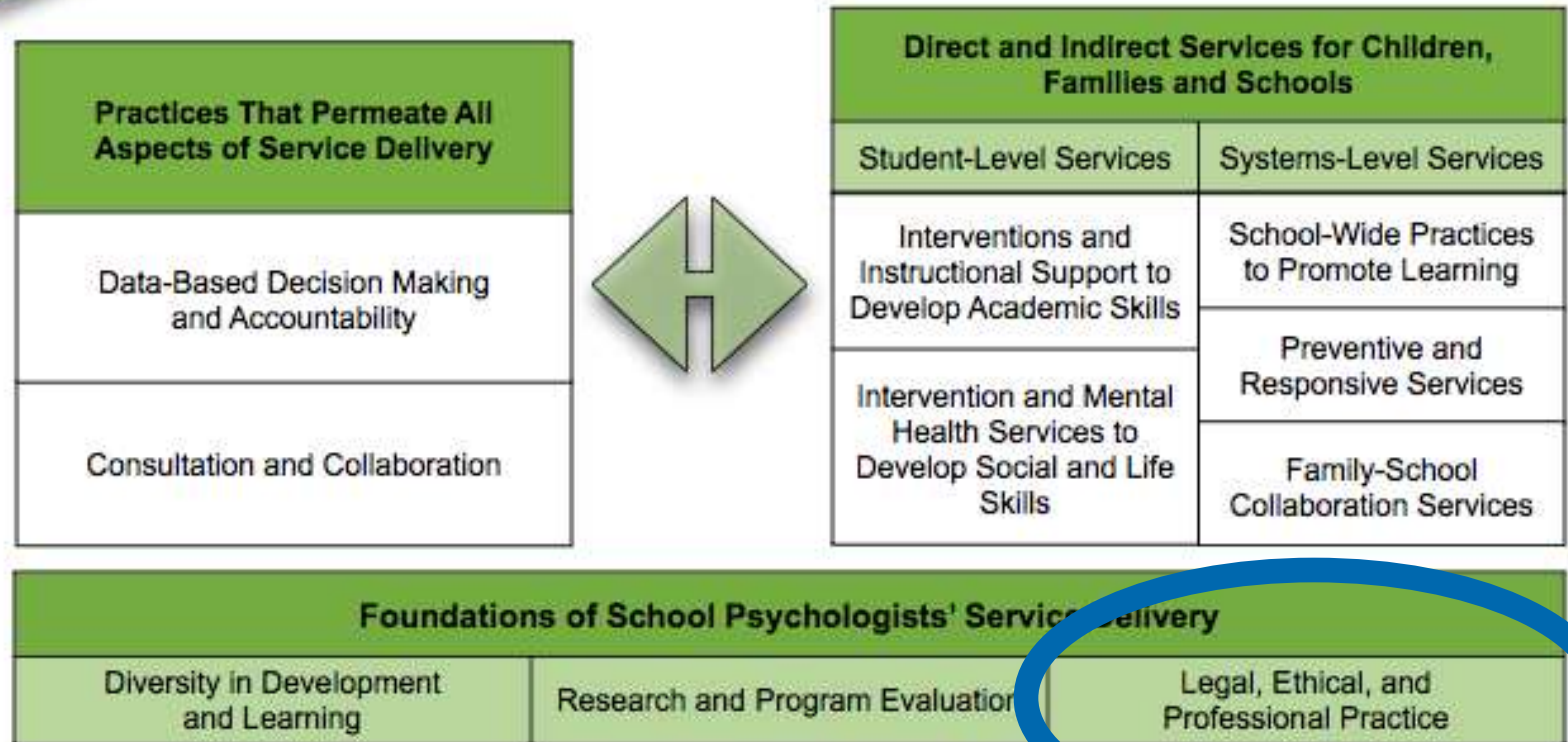 Practices That Permeate All
Aspects of Service Delivery
Data-Based Decision Making
and Accountability
Consultation and Collaboration
Direct and Indirect Services for Children,
Families and Schools
Student-Level Services
Systems-Level Services
Interventions and
Instructional Support to
Develop Academic Skills
Intervention and Mental
Health Services to
Develop Social and Life
Skills
School-Wide Practices
to Promote Learning
Preventive and
Responsive Services
Family-School
Collaboration Services
Foundations of School Psychologists' Service Delivery
Diversity in Development
and Learning
Research and Program Evaluation
Legal, Ethical, and
Professional Practice